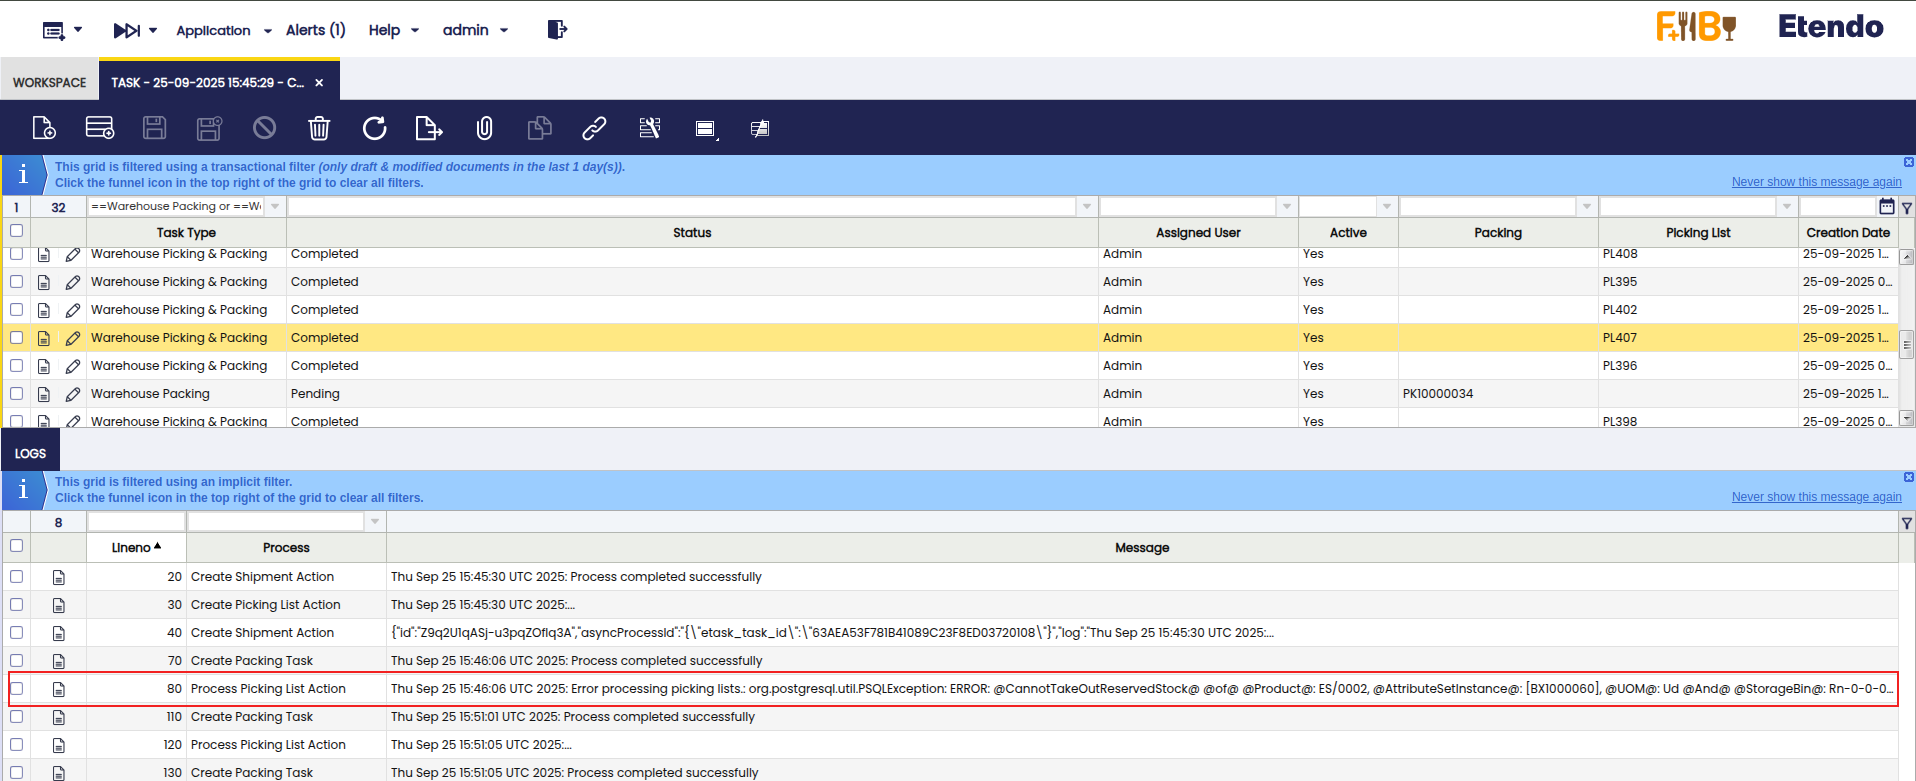 Application
Alerts (1)
Help
admin
F+B
Etendo
WORKSPACE
TASK - 25-09-2025 15:45:29 - C...
This grid is filtered using a transactional filter (only draft & modified documents in the last 1 day(s)).
Click the funnel icon in the top right of the grid to clear all filters.
Never show this message again
1 32 ==Warehouse Packing or ==W
Task Type Status Assigned User Active Packing Picking List Creation Date
Warehouse Picking & Packing Completed Admin Yes PL408 25-09-2025 1...
Warehouse Picking & Packing Completed Admin Yes PL395 25-09-2025 0...
Warehouse Picking & Packing Completed Admin Yes PL402 25-09-2025 1...
Warehouse Picking & Packing Completed Admin Yes PL407 25-09-2025 1...
Warehouse Picking & Packing Completed Admin Yes PL396 25-09-2025 0...
Warehouse Packing Pending Admin Yes PK10000034 25-09-2025 1...
Warehouse Picking & Packing Completed Admin Yes PL398 25-09-2025 0...
LOGS
This grid is filtered using an implicit filter.
Click the funnel icon in the top right of the grid to clear all filters.
Never show this message again
8
Lineno Process Message
20 Create Shipment Action Thu Sep 25 15:45:30 UTC 2025: Process completed successfully
30 Create Picking List Action Thu Sep 25 15:45:30 UTC 2025:...
40 Create Shipment Action {"id":"Z9q2U1qASj-u3pqZOflq3A","asyncProcessId":"{\"etask_task_id\":\"63AEA53F781B41089C23F8ED03720108\"}","log":"Thu Sep 25 15:45:30 UTC 2025:...
70 Create Packing Task Thu Sep 25 15:46:06 UTC 2025: Process completed successfully
80 Process Picking List Action Thu Sep 25 15:46:06 UTC 2025: Error processing picking lists.: org.postgresql.util.PSQLException: ERROR: @CannotTakeOutReservedStock@ @of@ @Product@: ES/0002, @AttributeSetInstance@: [BX1000060], @UOM@: Ud @And@ @StorageBin@: Rn-0-0-0...
110 Create Packing Task Thu Sep 25 15:51:01 UTC 2025: Process completed successfully
120 Process Picking List Action Thu Sep 25 15:51:05 UTC 2025:...
130 Create Packing Task Thu Sep 25 15:51:05 UTC 2025: Process completed successfully